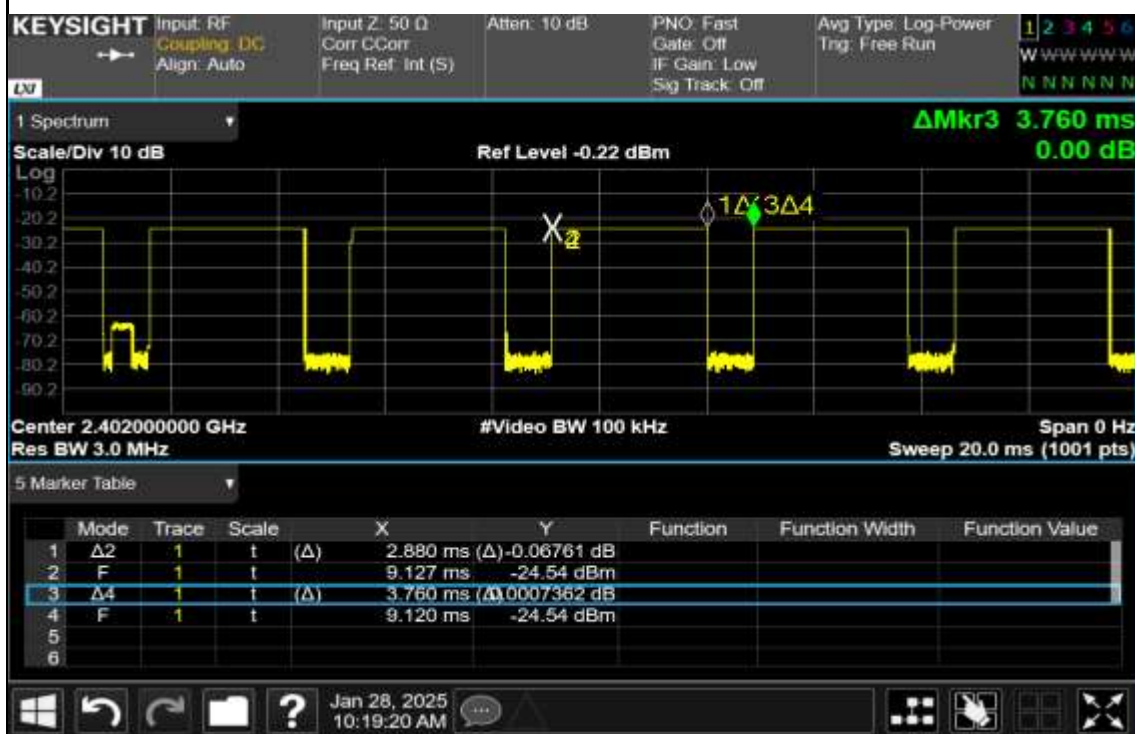 KEYSIGHT Input: RF Input Z: 50 Ω Atten: 10 dB PNO: Fast Avg Type: Log-Power 1 2 3 4 5 6
Coupling: DC Corr CCorr Gate: Off Trig: Free Run
Align: Auto Freq Ref: Int (S) IF Gain: Low W W W W W W
LXI Sig Track: Off N N N N N N
1 Spectrum ΔMkr3 3.760 ms
Scale/Div 10 dB Ref Level -0.22 dBm 0.00 dB
Log
-10.2
-20.2 1Δ 3Δ4
-30.2 X
-40.2
-50.2
-60.2
-70.2
-80.2
-90.2
Center 2.402000000 GHz #Video BW 100 kHz Span 0 Hz
Res BW 3.0 MHz Sweep 20.0 ms (1001 pts)
5 Marker Table
Mode Trace Scale X Y Function Function Width Function Value
1 Δ2 1 t (Δ) 2.880 ms (Δ)-0.06761 dB
2 F 1 t 9.127 ms -24.54 dBm
3 Δ4 1 t (Δ) 3.760 ms (Δ)0.0007362 dB
4 F 1 t 9.120 ms -24.54 dBm
5
6
? Jan 28, 2025
10:19:20 AM